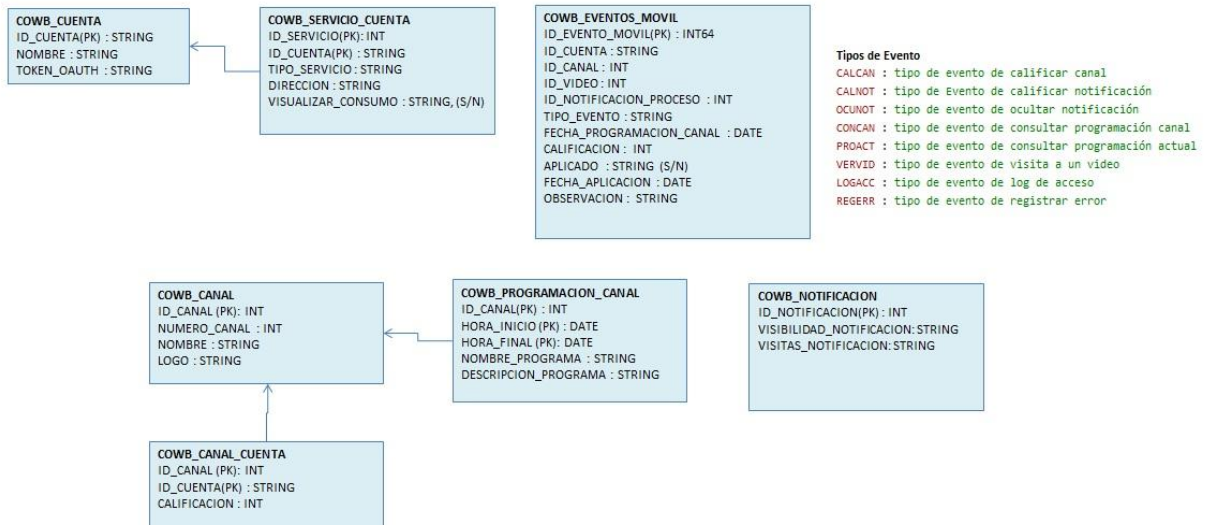 COWB_CUENTA
ID_CUENTA(PK) : STRING
NOMBRE : STRING
TOKEN_OAUTH : STRING
COWB_SERVICIO_CUENTA
ID_SERVICIO(PK): INT
ID_CUENTA(PK) : STRING
TIPO_SERVICIO : STRING
DIRECCION : STRING
VISUALIZAR_CONSUMO : STRING, (S/N)
COWB_EVENTOS_MOVIL
ID_EVENTO_MOVIL(PK) : INT64
ID_CUENTA : STRING
ID_CANAL : INT
ID_VIDEO: INT
ID_NOTIFICACION_PROCESO : INT
TIPO_EVENTO : STRING
FECHA_PROGRAMACION_CANAL : DATE
CALIFICACION : INT
APLICADO : STRING (S/N)
FECHA_APLICACION : DATE
OBSERVACION : STRING
Tipos de Evento
CALCAN : tipo de evento de calificar canal
CALNOT : tipo de Evento de calificar notificación
OCUNOT : tipo de evento de ocultar notificación
CONCAN : tipo de evento de consultar programación canal
PROACT : tipo de evento de consultar programación actual
VERVID : tipo de evento de visita a un video
LOGACC : tipo de evento de log de acceso
REGERR : tipo de evento de registrar error
COWB_CANAL
ID_CANAL (PK): INT
NUMERO_CANAL : INT
NOMBRE : STRING
LOGO : STRING
COWB_PROGRAMACION_CANAL
ID_CANAL(PK) : INT
HORA_INICIO (PK) : DATE
HORA_FINAL (PK): DATE
NOMBRE_PROGRAMA : STRING
DESCRIPCION_PROGRAMA : STRING
COWB_NOTIFICACION
ID_NOTIFICACION(PK) : INT
VISIBILIDAD_NOTIFICACION: STRING
VISITAS_NOTIFICACION: STRING
COWB_CANAL_CUENTA
ID_CANAL (PK): INT
ID_CUENTA(PK) : STRING
CALIFICACION : INT